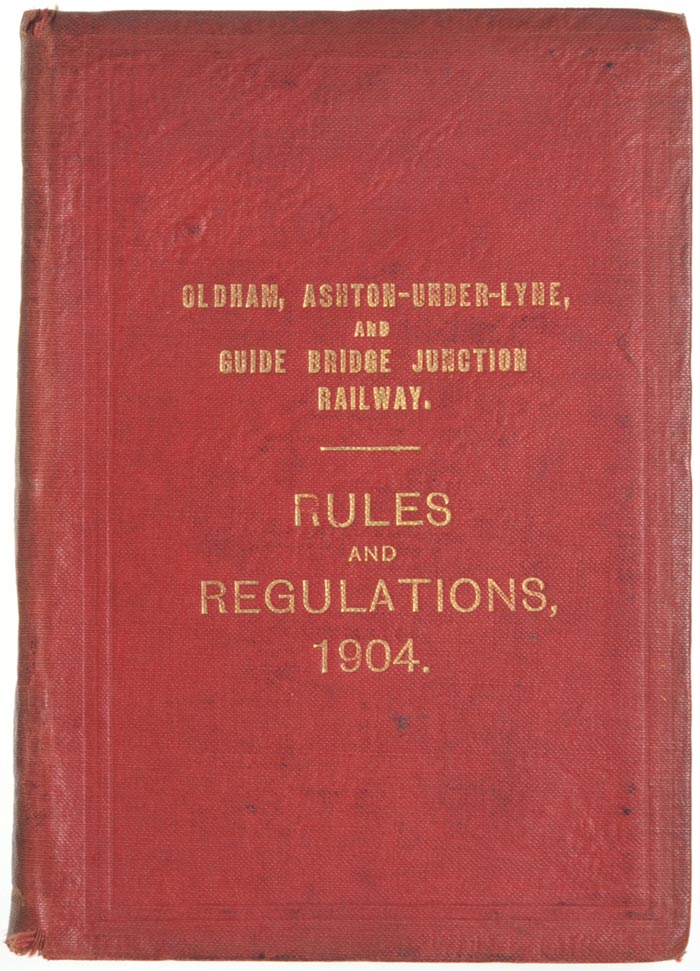 OLDHAM, ASHTON-UNDER-LYNE,
AND
GUIDE BRIDGE JUNCTION
RAILWAY.
RULES
AND
REGULATIONS,
1904.